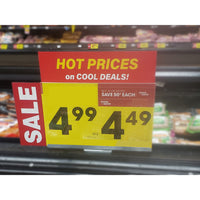 HOT PRICES
on COOL DEALS!
SALE
SAVE 50¢ EACH
4 99
4 49